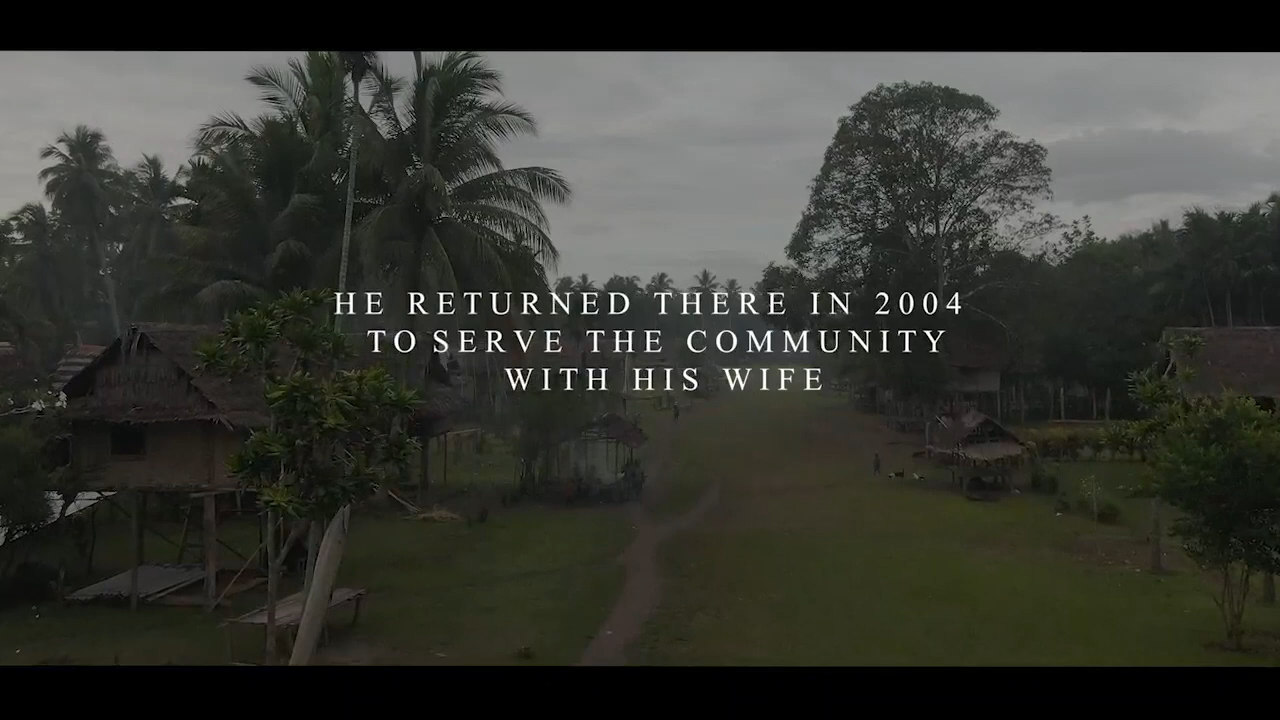 HE RETURNED THERE IN 2004
TO SERVE THE COMMUNITY
WITH HIS WIFE